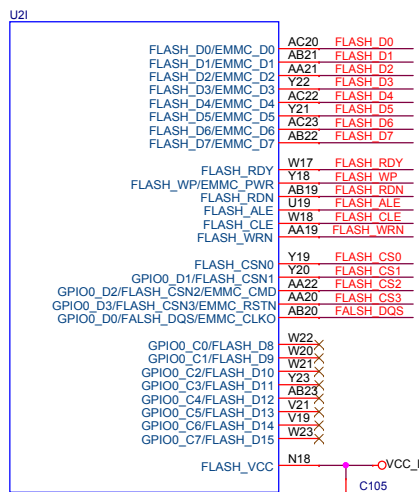 U2I
FLASH_D0/EMMC_D0 AC20 FLASH_D0
FLASH_D1/EMMC_D1 AB21 FLASH_D1
FLASH_D2/EMMC_D2 AA21 FLASH_D2
FLASH_D3/EMMC_D3 Y22 FLASH_D3
FLASH_D4/EMMC_D4 AC22 FLASH_D4
FLASH_D5/EMMC_D5 Y21 FLASH_D5
FLASH_D6/EMMC_D6 AC23 FLASH_D6
FLASH_D7/EMMC_D7 AB22 FLASH_D7
FLASH_RDY W17 FLASH_RDY
FLASH_WP/EMMC_PWR Y18 FLASH_WP
FLASH_RDN AB19 FLASH_RDN
FLASH_ALE U19 FLASH_ALE
FLASH_CLE W18 FLASH_CLE
FLASH_WRN AA19 FLASH_WRN
FLASH_CSN0 Y19 FLASH_CS0
GPIO0_D1/FLASH_CSN1 Y20 FLASH_CS1
GPIO0_D2/FLASH_CSN2/EMMC_CMD AA22 FLASH_CS2
GPIO0_D3/FLASH_CSN3/EMMC_RSTN AA20 FLASH_CS3
GPIO0_D0/FALSH_DQS/EMMC_CLKO AB20 FALSH_DQS
GPIO0_C0/FLASH_D8 W22
GPIO0_C1/FLASH_D9 W20
GPIO0_C2/FLASH_D10 W21
GPIO0_C3/FLASH_D11 Y23
GPIO0_C4/FLASH_D12 AB23
GPIO0_C5/FLASH_D13 V21
GPIO0_C6/FLASH_D14 V19
GPIO0_C7/FLASH_D15 W23
FLASH_VCC N18
C105